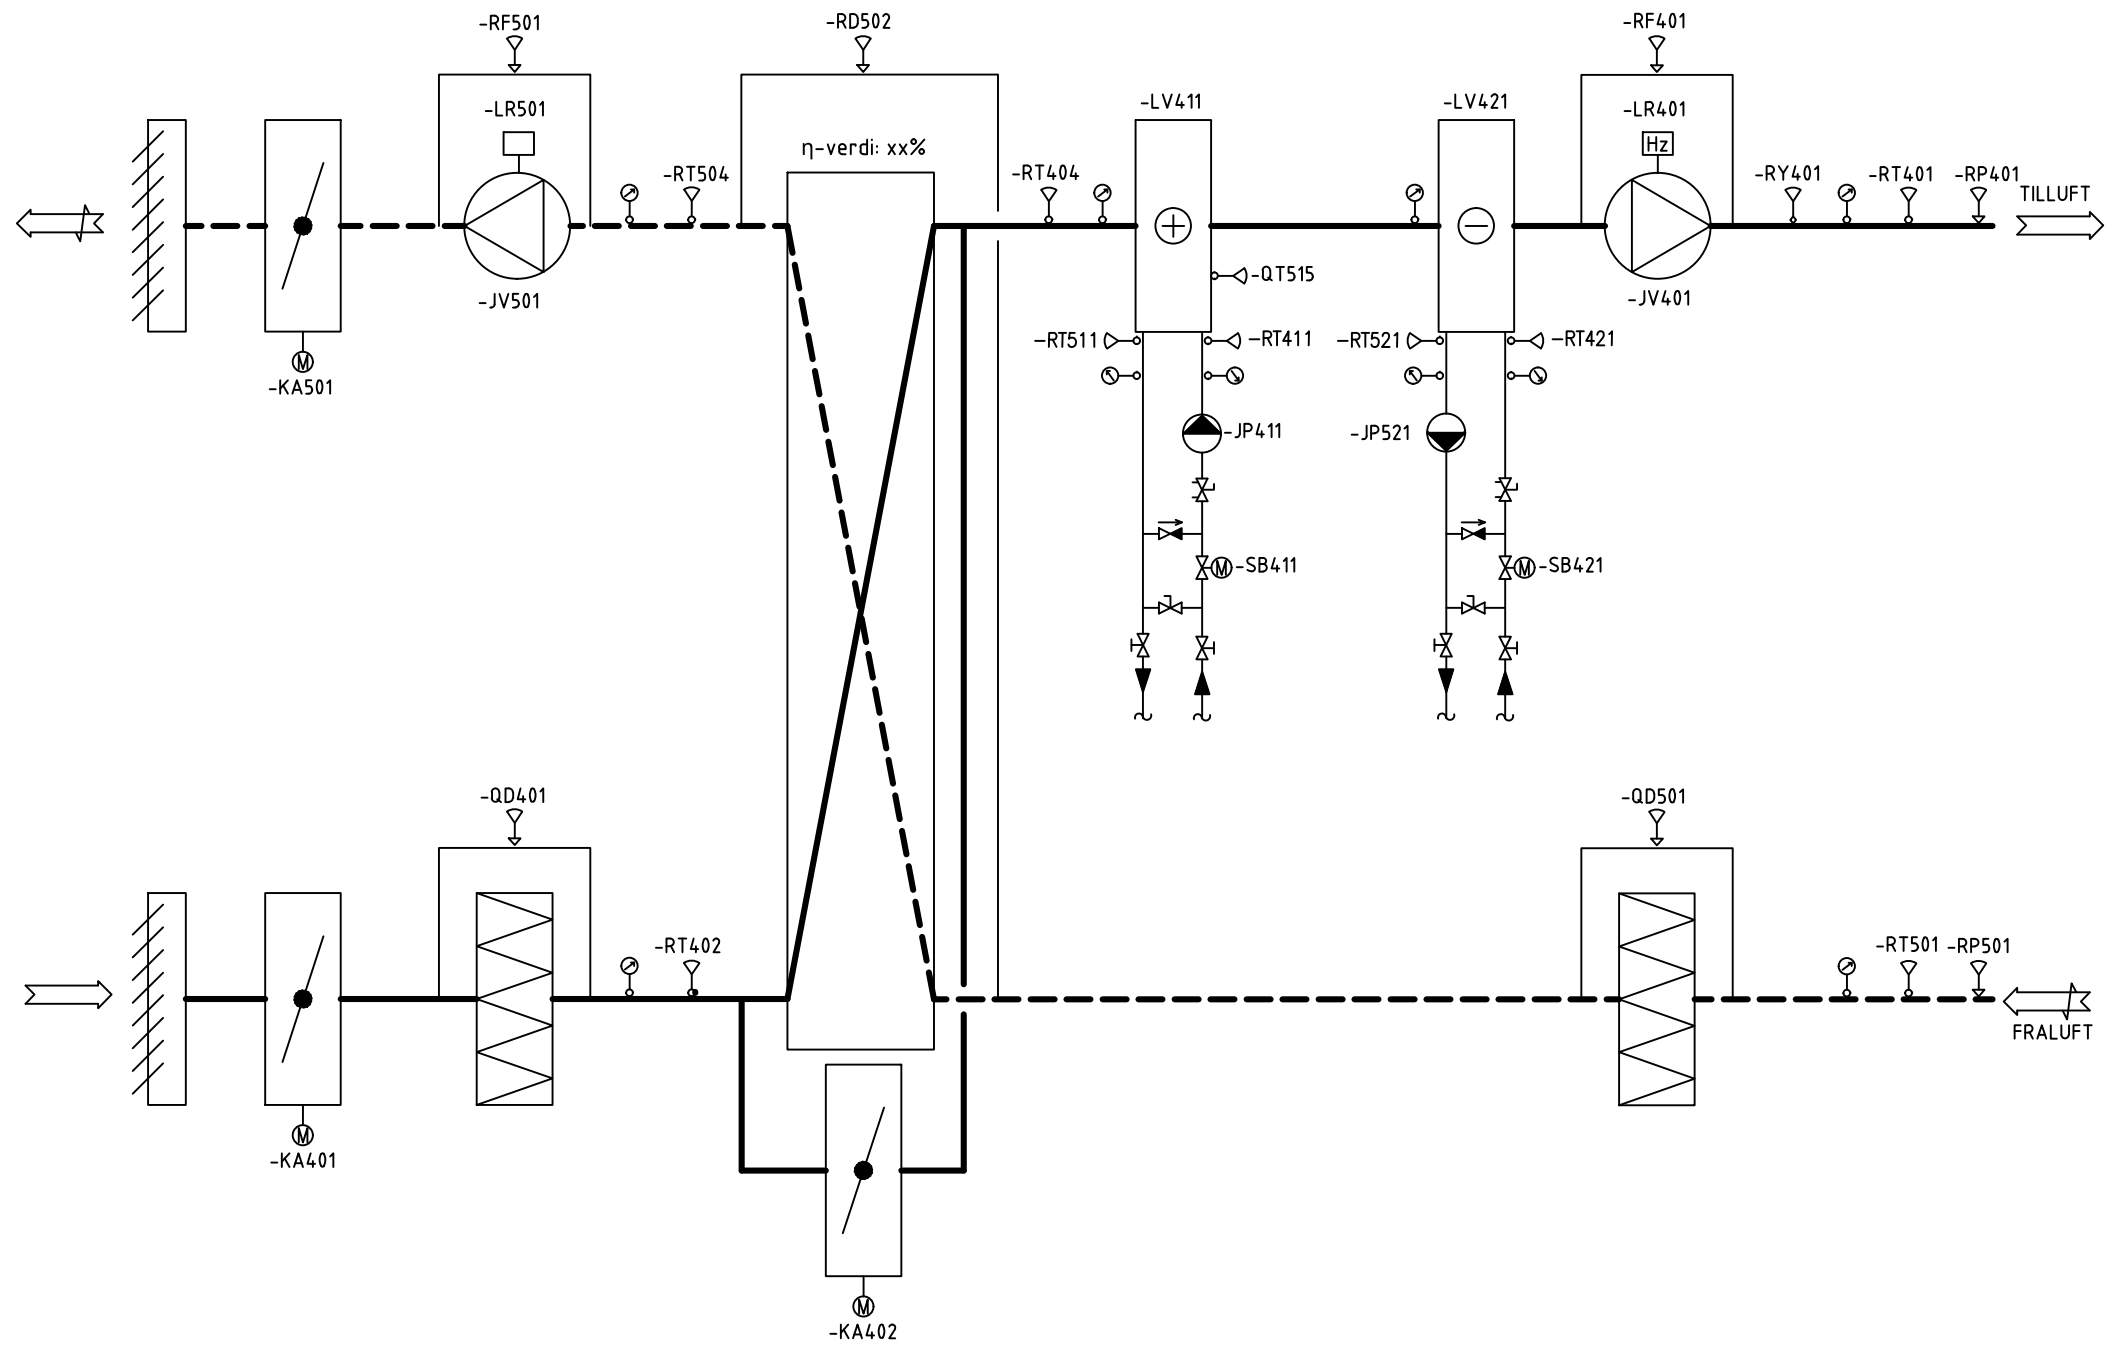 -RF501
-RD502
-RF401
-LR501
-LV411
-LV421
-LR401
η-verdi: xx%
Hz
-RT504
-RT404
-RY401
-RT401
-RP401
TILLUFT
-QT515
-JV501
-JV401
-RT511
-RT411
-RT521
-RT421
M
-KA501
-JP411
-JP521
M
-SB411
M
-SB421
-QD401
-QD501
-RT402
-RT501
-RP501
FRALUFT
M
-KA401
M
-KA402